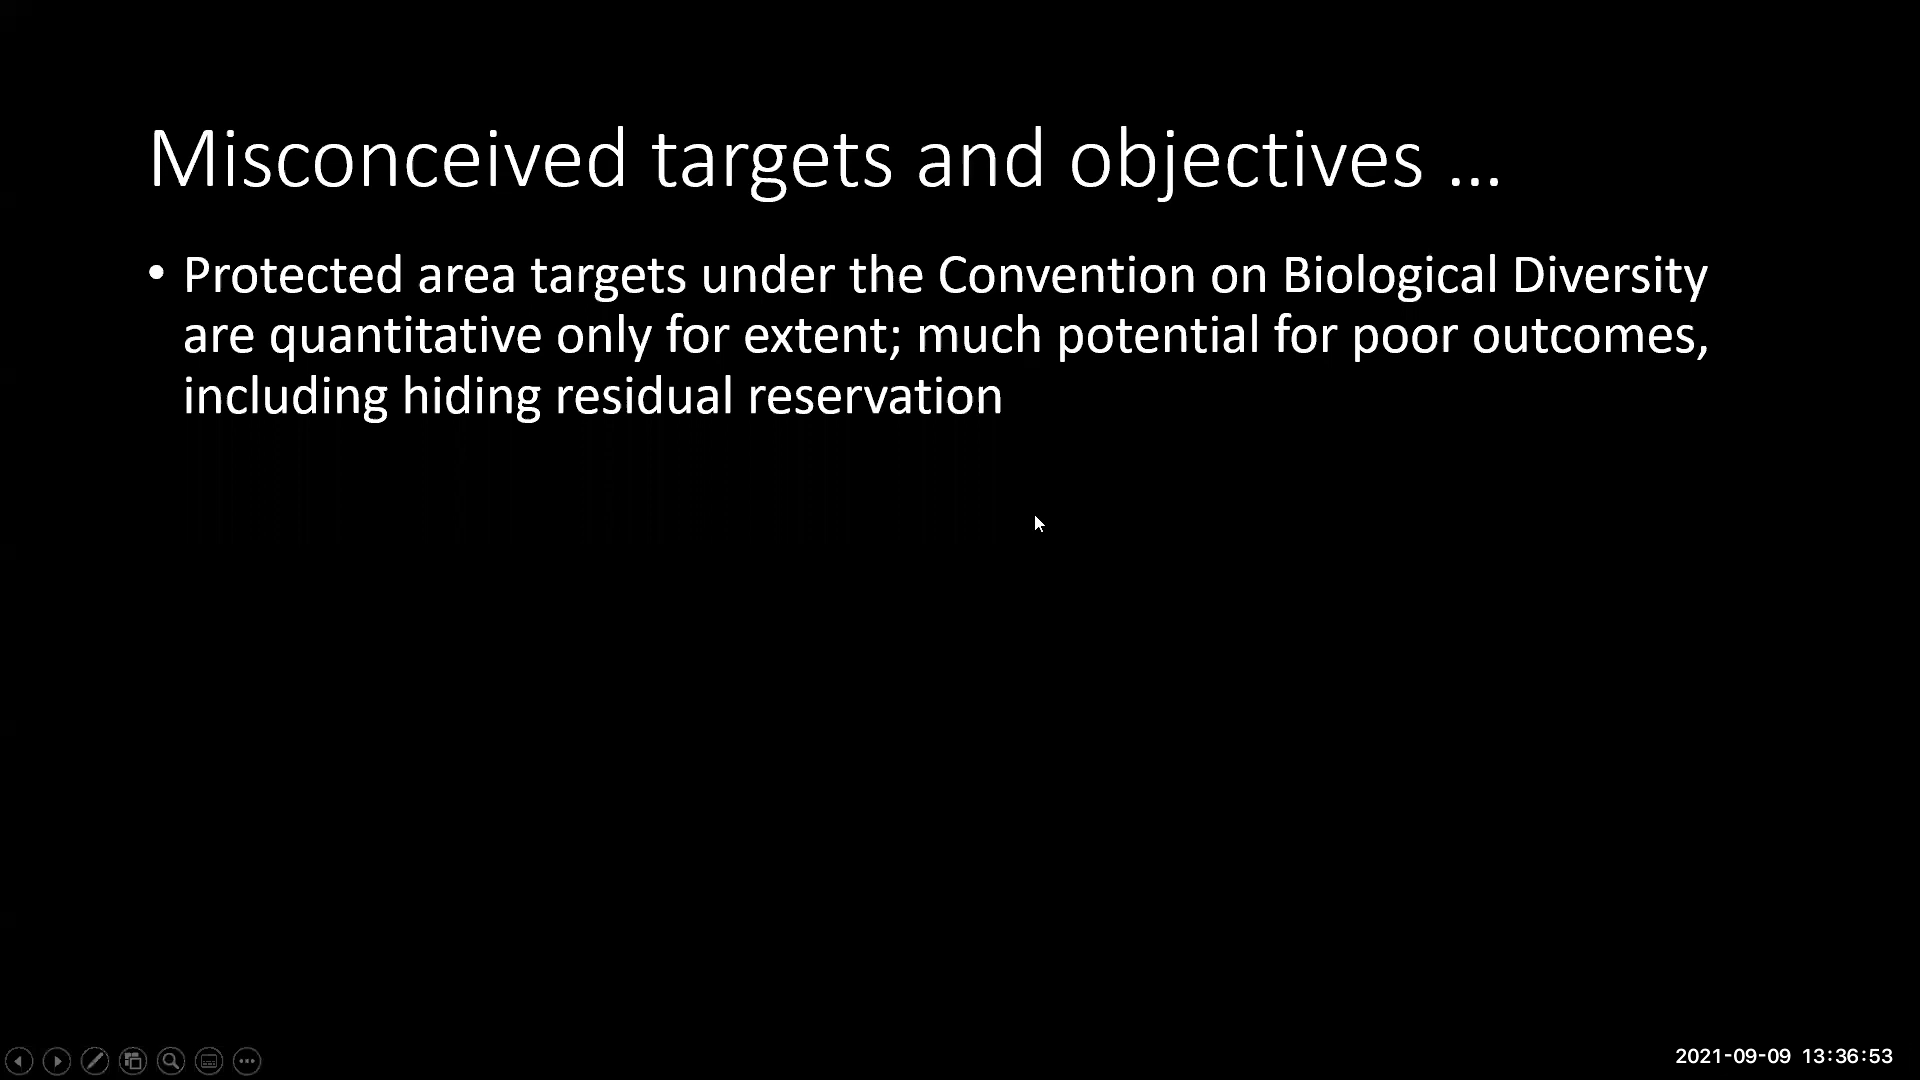 Misconceived targets and objectives ...
• Protected area targets under the Convention on Biological Diversity
are quantitative only for extent; much potential for poor outcomes,
including hiding residual reservation
2021-09-09 13:36:53